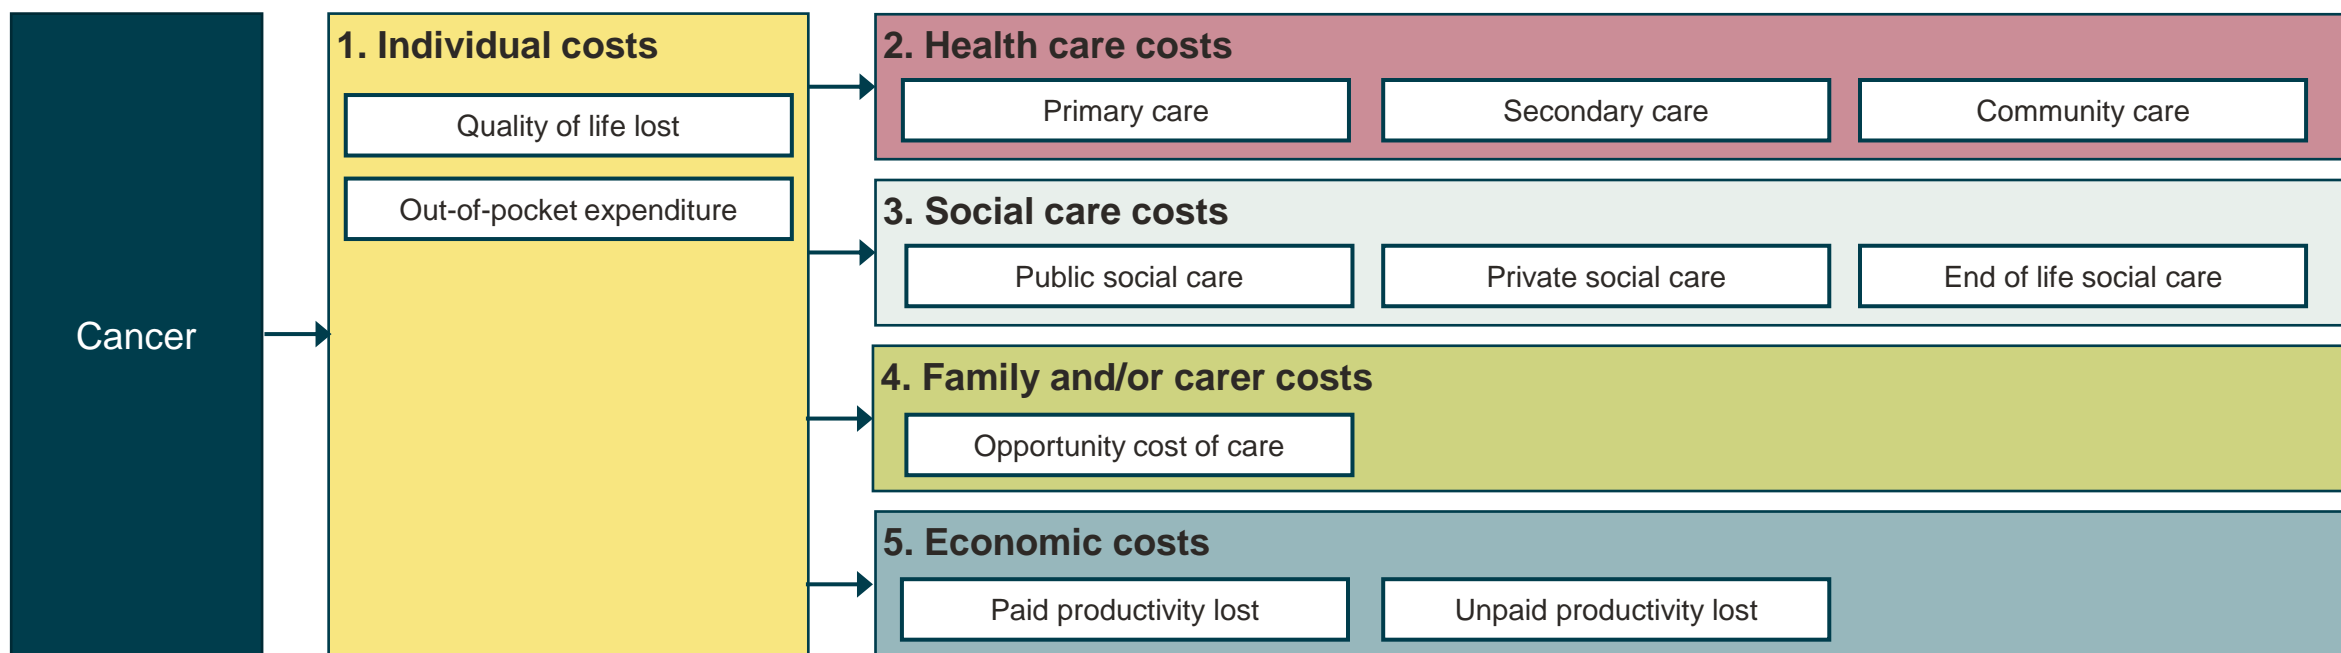 Cancer
1. Individual costs
Quality of life lost
Out-of-pocket expenditure
2. Health care costs
Primary care
Secondary care
Community care
3. Social care costs
Public social care
Private social care
End of life social care
4. Family and/or carer costs
Opportunity cost of care
5. Economic costs
Paid productivity lost
Unpaid productivity lost